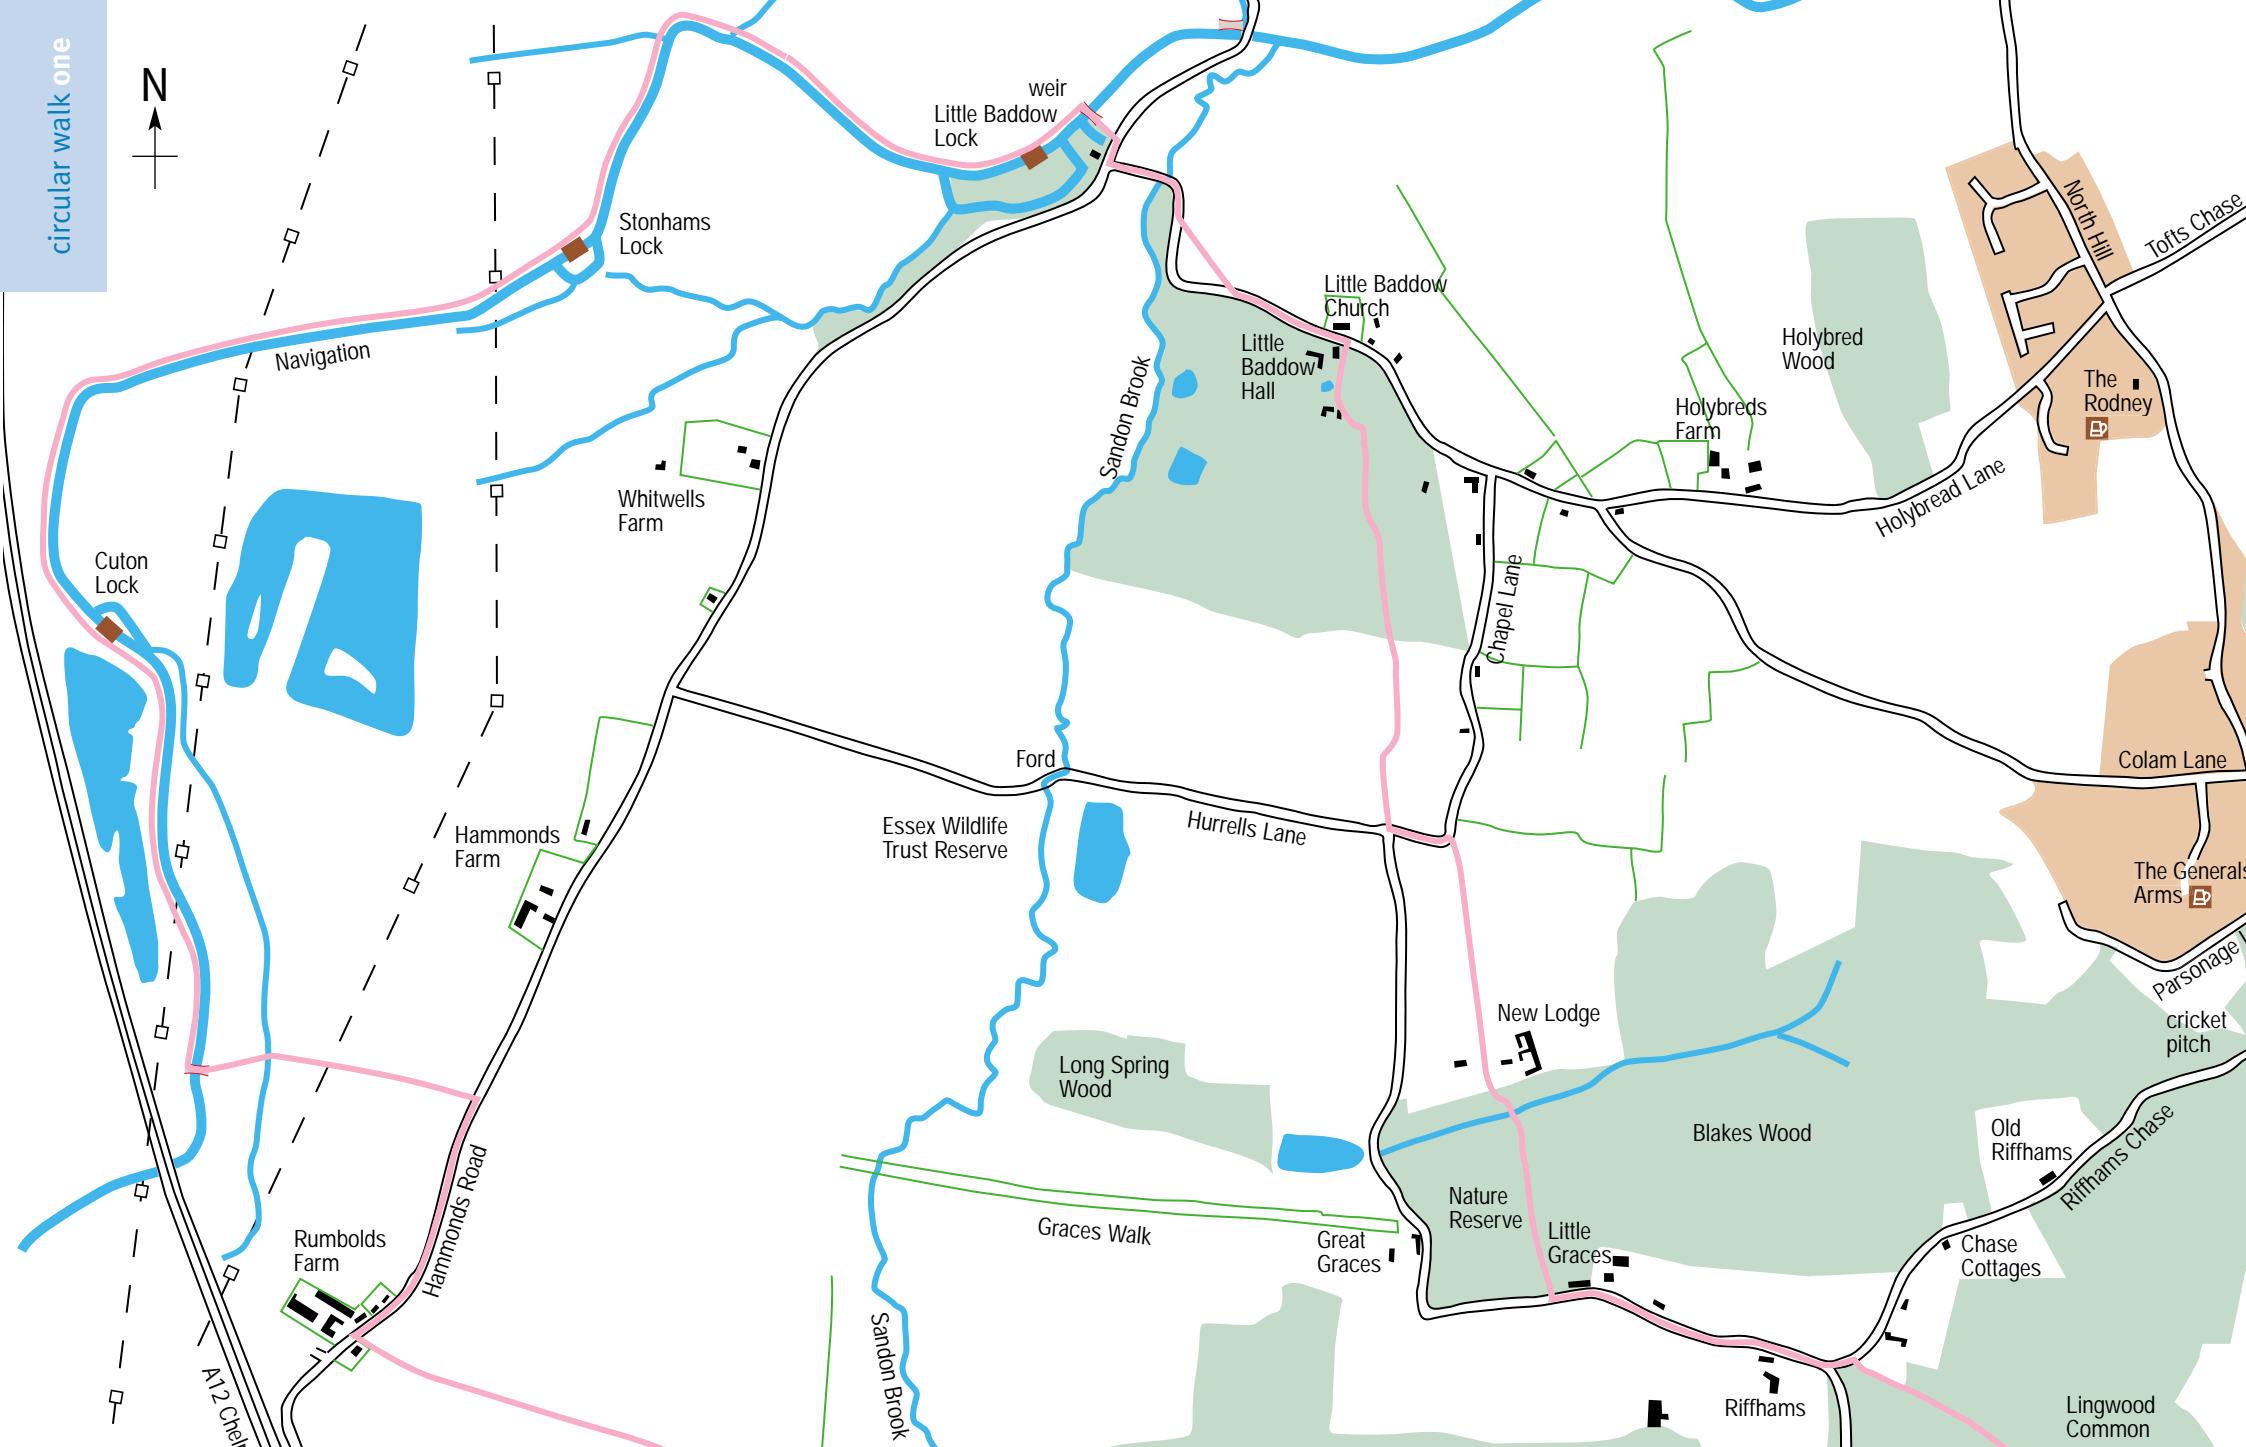 circular walk one
N
weir
Little Baddow
Lock
Stonhams
Lock
Navigation
Cuton
Lock
Whitwells
Farm
Hammonds
Farm
Rumbolds
Farm
Hammonds Road
A12 Chelm
Sandon Brook
Ford
Essex Wildlife
Trust Reserve
Hurrells Lane
Little Baddow
Church
Little
Baddow
Hall
Chapel Lane
Holybreds
Farm
Holybred
Wood
Holybread Lane
North Hill
Tofts Chase
The
Rodney
Colam Lane
The Generals
Arms
Parsonage L
cricket
pitch
New Lodge
Long Spring
Wood
Graces Walk
Great
Graces
Nature
Reserve
Little
Graces
Blakes Wood
Old
Riffhams
Riffhams Chase
Chase
Cottages
Riffhams
Lingwood
Common
Sandon Brook